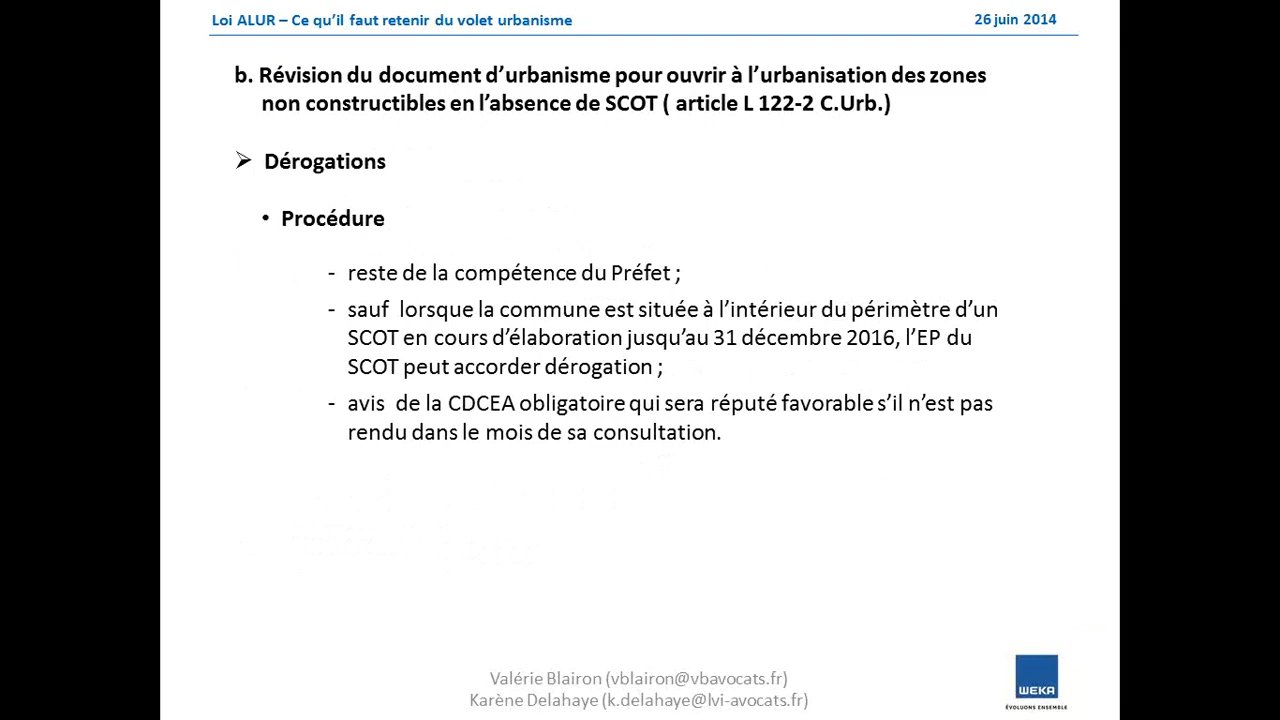 Loi ALUR – Ce qu’il faut retenir du volet urbanisme
26 juin 2014
b. Révision du document d’urbanisme pour ouvrir à l’urbanisation des zones
non constructibles en l’absence de SCOT ( article L 122-2 C.Urb.)
➢ Dérogations
• Procédure
- reste de la compétence du Préfet ;
- sauf lorsque la commune est située à l’intérieur du périmètre d’un
SCOT en cours d’élaboration jusqu’au 31 décembre 2016, l’EP du
SCOT peut accorder dérogation ;
- avis de la CDCEA obligatoire qui sera réputé favorable s’il n’est pas
rendu dans le mois de sa consultation.
Valérie Blairon (vblairon@vbavocats.fr)
Karène Delahaye (k.delahaye@lvi-avocats.fr)
WEKA
ÉVOLUONS ENSEMBLE